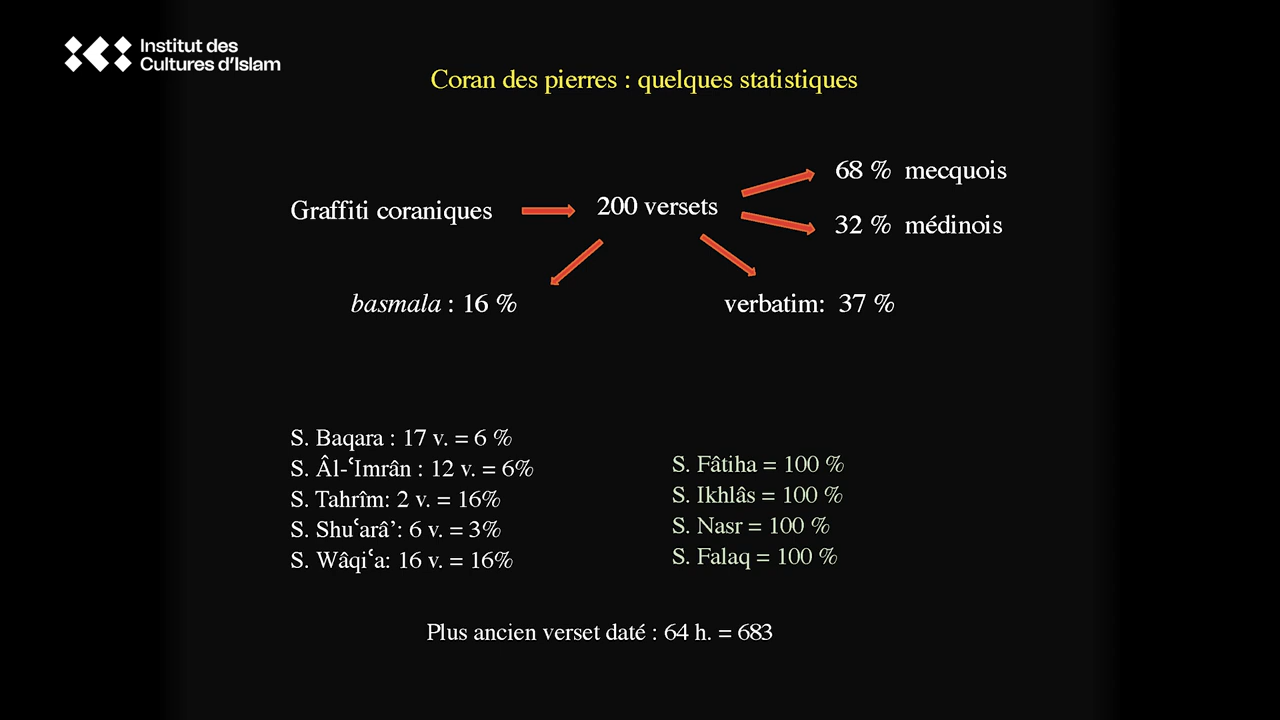 Institut des
Cultures d'Islam
Coran des pierres : quelques statistiques
Graffiti coraniques
200 versets
68 % mecquois
32 % médinois
basmala : 16 %
verbatim: 37 %
S. Baqara : 17 v. = 6 %
S. Âl-ʿImrân : 12 v. = 6%
S. Tahrîm: 2 v. = 16%
S. Shuʿarâ’: 6 v. = 3%
S. Wâqiʿa: 16 v. = 16%
S. Fâtiha = 100 %
S. Ikhlâs = 100 %
S. Nasr = 100 %
S. Falaq = 100 %
Plus ancien verset daté : 64 h. = 683